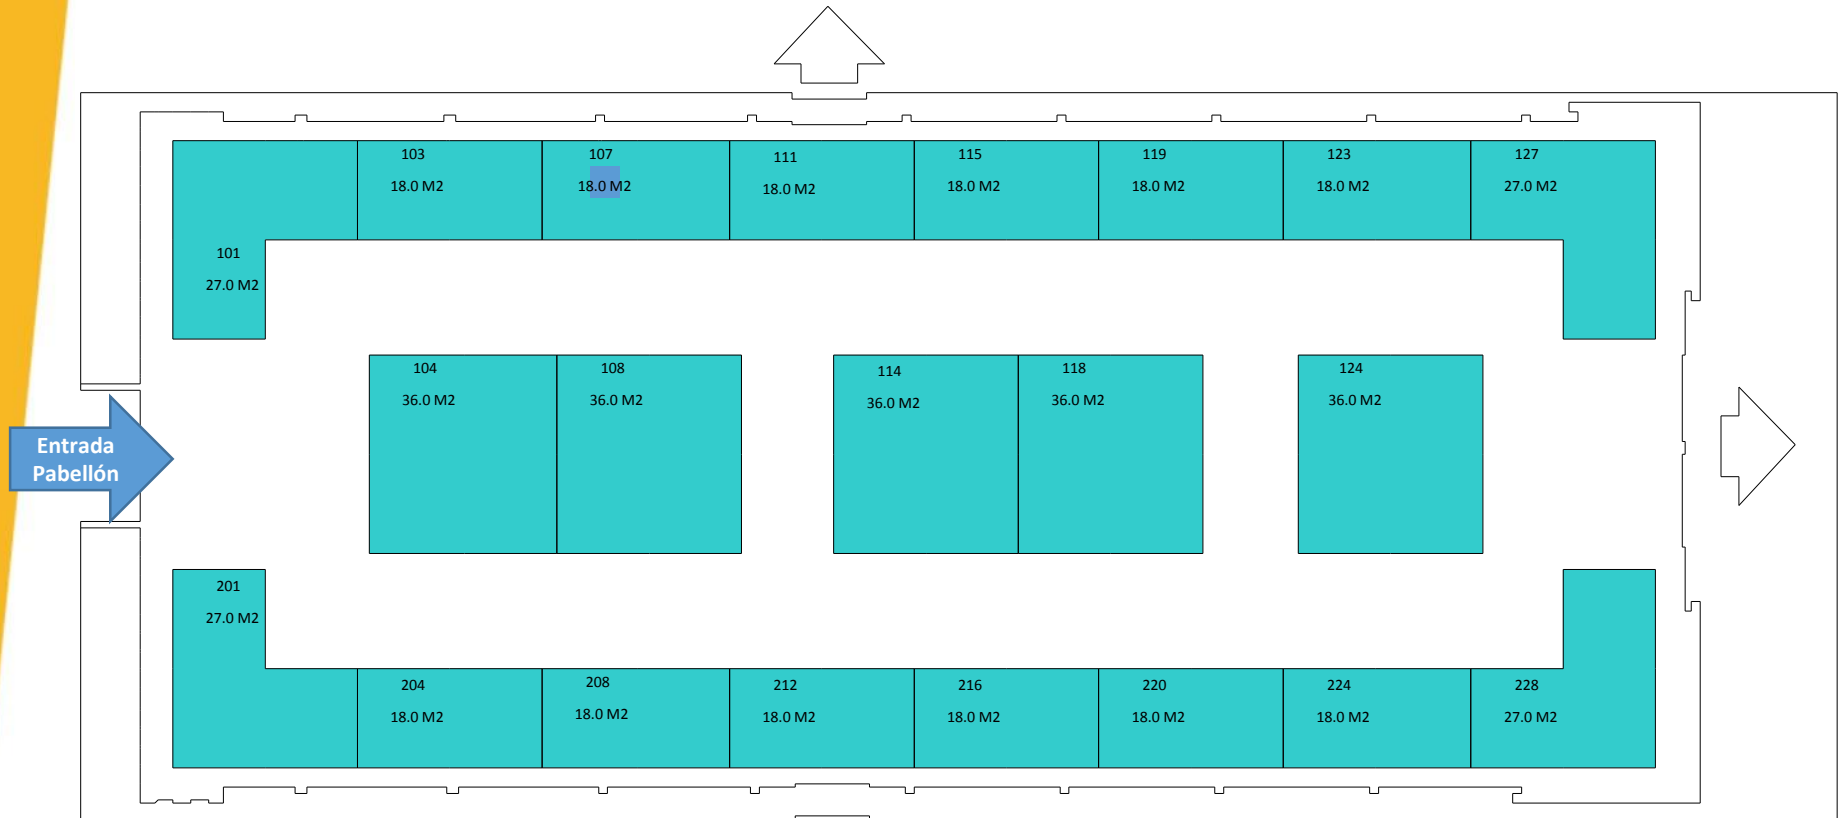 103
18.0 M2
107
18.0 M2
111
18.0 M2
115
18.0 M2
119
18.0 M2
123
18.0 M2
127
27.0 M2
101
27.0 M2
104
36.0 M2
108
36.0 M2
114
36.0 M2
118
36.0 M2
124
36.0 M2
Entrada
Pabellón
201
27.0 M2
204
18.0 M2
208
18.0 M2
212
18.0 M2
216
18.0 M2
220
18.0 M2
224
18.0 M2
228
27.0 M2